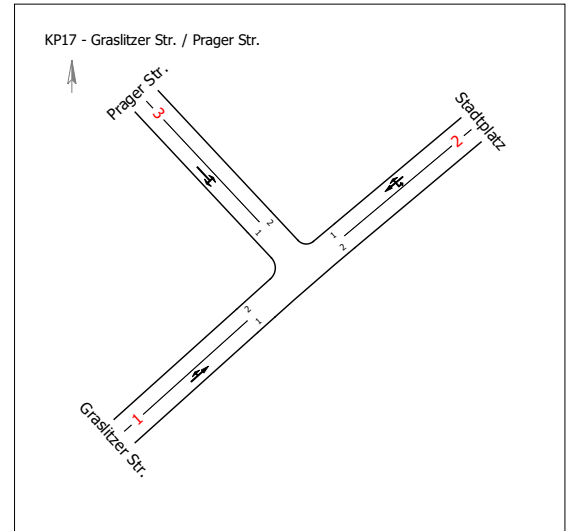 KP17 - Graslitzer Str. / Prager Str.
Prager Str.
3
Stadtplatz
2
2
1
1
2
2
1
1
Graslitzer Str.